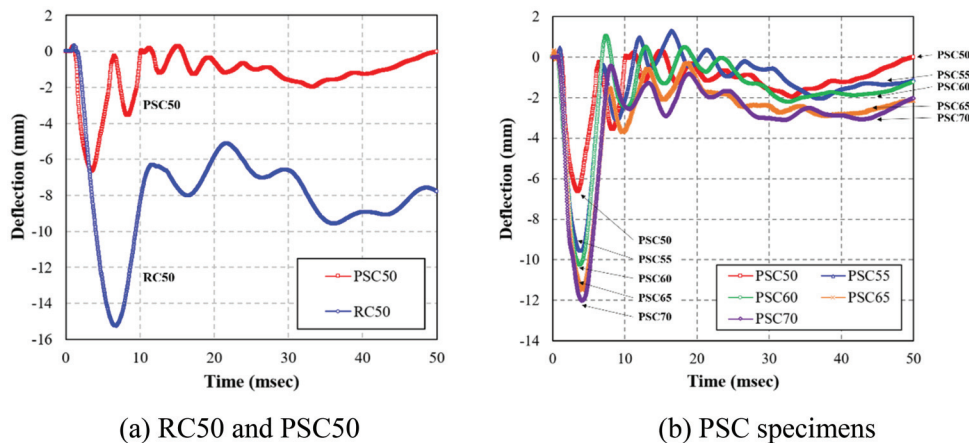 2
0
-2
-4
-6
-8
-10
-12
-14
-16
Deflection (mm)
0 10 20 30 40 50
Time (msec)
PSC50
RC50
PSC50
RC50
(a) RC50 and PSC50
2
0
-2
-4
-6
-8
-10
-12
-14
Deflection (mm)
0 10 20 30 40 50
Time (msec)
PSC50
PSC55
PSC60
PSC65
PSC70
PSC50
PSC55
PSC60
PSC65
PSC70
PSC50 PSC55
PSC60 PSC65
PSC70
(b) PSC specimens